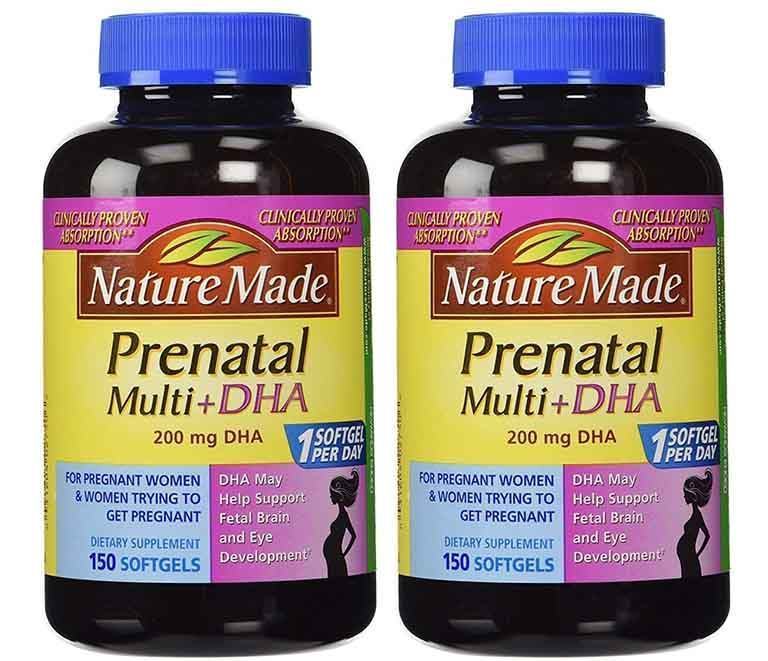 CLINICALLY PROVEN
ABSORPTION**
CLINICALLY PROVEN
ABSORPTION**
Nature Made®
Prenatal
Multi+DHA
200 mg DHA
1 SOFTGEL
PER DAY
FOR PREGNANT WOMEN
& WOMEN TRYING TO
GET PREGNANT
DIETARY SUPPLEMENT
150 SOFTGELS
DHA May
Help Support
Fetal Brain
and Eye
Development†
CLINICALLY PROVEN
ABSORPTION**
CLINICALLY PROVEN
ABSORPTION**
Nature Made®
Prenatal
Multi+DHA
200 mg DHA
1 SOFTGEL
PER DAY
FOR PREGNANT WOMEN
& WOMEN TRYING TO
GET PREGNANT
DIETARY SUPPLEMENT
150 SOFTGELS
DHA May
Help Support
Fetal Brain
and Eye
Development†